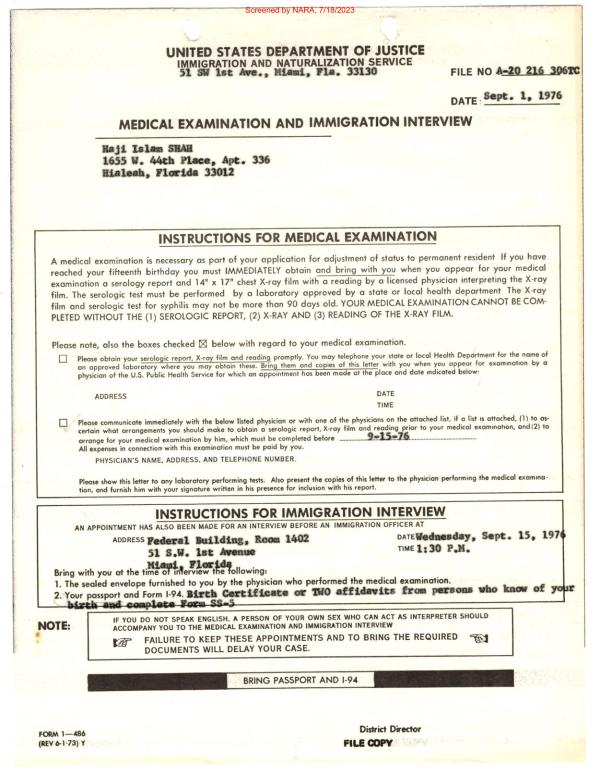 Screened by NARA, 7/18/2023
UNITED STATES DEPARTMENT OF JUSTICE
IMMIGRATION AND NATURALIZATION SERVICE
51 SW 1st Ave., Miami, Fla. 33130
FILE NO A-20 216 306TC
DATE: Sept. 1, 1976
MEDICAL EXAMINATION AND IMMIGRATION INTERVIEW
Haji Islam SHAH
1655 W. 44th Place, Apt. 336
Hialeah, Florida 33012
INSTRUCTIONS FOR MEDICAL EXAMINATION
A medical examination is necessary as part of your application for adjustment of status to permanent resident If you have
reached your fifteenth birthday you must IMMEDIATELY obtain and bring with you when you appear for your medical
examination a serology report and 14" x 17" chest X-ray film with a reading by a licensed physician interpreting the X-ray
film. The serologic test must be performed by a laboratory approved by a state or local health department The X-ray
film and serologic test for syphilis may not be more than 90 days old. YOUR MEDICAL EXAMINATION CANNOT BE COM-
PLETED WITHOUT THE (1) SEROLOGIC REPORT, (2) X-RAY AND (3) READING OF THE X-RAY FILM.
Please note, also the boxes checked ☒ below with regard to your medical examination.
☐ Please obtain your serologic report, X-ray film and reading promptly. You may telephone your state or local Health Department for the name of
an approved laboratory where you may obtain these. Bring them and copies of this letter with you when you appear for examination by a
physician of the U.S. Public Health Service for which an appointment has been made at the place and date indicated below:
ADDRESS DATE
TIME
☐ Please communicate immediately with the below listed physician or with one of the physicians on the attached list, if a list is attached, (1) to as-
certain what arrangements you should make to obtain a serologic report, X-ray film and reading prior to your medical examination, and (2) to
arrange for your medical examination by him, which must be completed before 9-15-76
All expenses in connection with this examination must be paid by you.
PHYSICIAN'S NAME, ADDRESS, AND TELEPHONE NUMBER.
Please show this letter to any laboratory performing tests. Also present the copies of this letter to the physician performing the medical examina-
tion, and furnish him with your signature written in his presence for inclusion with his report.
INSTRUCTIONS FOR IMMIGRATION INTERVIEW
AN APPOINTMENT HAS ALSO BEEN MADE FOR AN INTERVIEW BEFORE AN IMMIGRATION OFFICER AT
ADDRESS Federal Building, Room 1402 DATE Wednesday, Sept. 15, 1976
51 S.W. 1st Avenue TIME 1:30 P.M.
Miami, Florida
Bring with you at the time of interview the following:
1. The sealed envelope furnished to you by the physician who performed the medical examination.
2. Your passport and Form I-94. Birth Certificate or TWO affidavits from persons who know of your
birth and complete Form SS-5
NOTE: IF YOU DO NOT SPEAK ENGLISH, A PERSON OF YOUR OWN SEX WHO CAN ACT AS INTERPRETER SHOULD
ACCOMPANY YOU TO THE MEDICAL EXAMINATION AND IMMIGRATION INTERVIEW
FAILURE TO KEEP THESE APPOINTMENTS AND TO BRING THE REQUIRED
DOCUMENTS WILL DELAY YOUR CASE.
BRING PASSPORT AND I-94
FORM 1—486
(REV 6-1-73) Y
District Director
FILE COPY